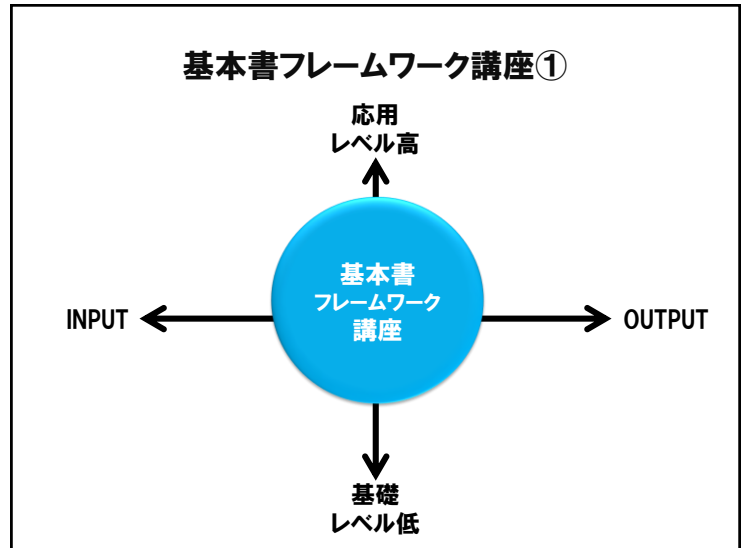 基本書フレームワーク講座①
応用
レベル高
基本書
フレームワーク
講座
INPUT
OUTPUT
基礎
レベル低